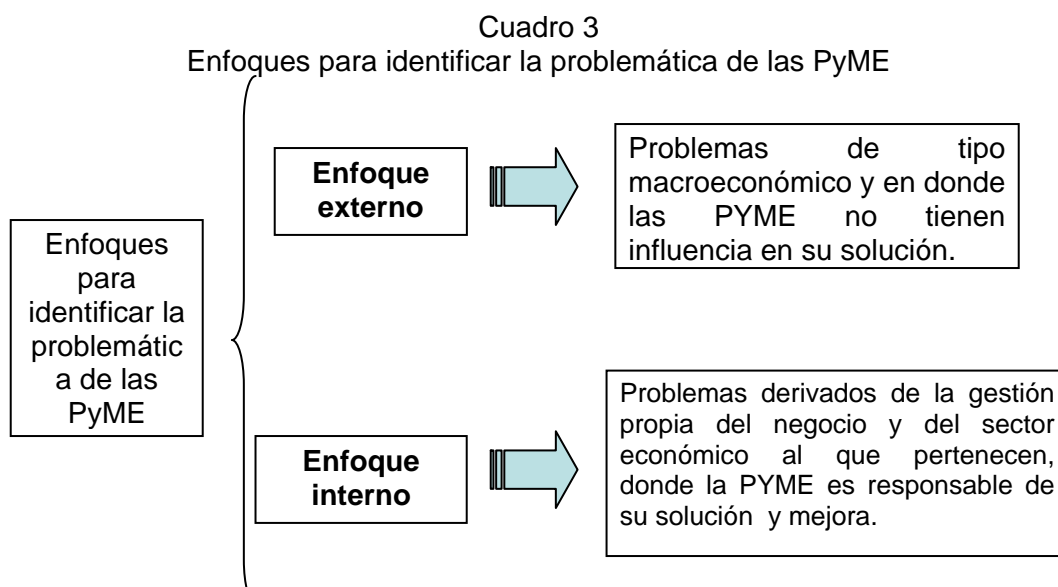 Cuadro 3
Enfoques para identificar la problemática de las PyME
Enfoques
para
identificar la
problemátic
a de las
PyME
Enfoque
externo
Problemas de tipo
macroeconómico y en donde
las PYME no tienen
influencia en su solución.
Enfoque
interno
Problemas derivados de la gestión
propia del negocio y del sector
económico al que pertenecen,
donde la PYME es responsable de
su solución y mejora.